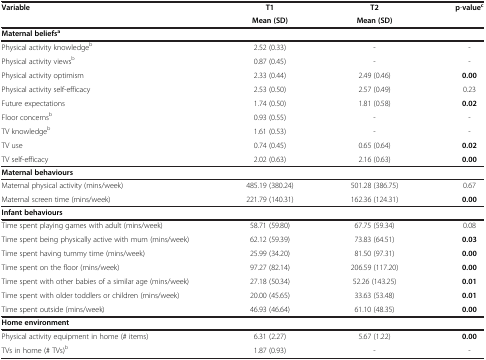 Variable T1 T2 p-valueᶜ
Mean (SD) Mean (SD)
Maternal beliefsᵃ
Physical activity knowledgeᵇ 2.52 (0.33) - -
Physical activity viewsᵇ 0.87 (0.45) - -
Physical activity optimism 2.33 (0.44) 2.49 (0.46) 0.00
Physical activity self-efficacy 2.53 (0.50) 2.57 (0.49) 0.23
Future expectations 1.74 (0.50) 1.81 (0.58) 0.02
Floor concernsᵇ 0.93 (0.55) - -
TV knowledgeᵇ 1.61 (0.53) - -
TV use 0.74 (0.45) 0.65 (0.64) 0.02
TV self-efficacy 2.02 (0.63) 2.16 (0.63) 0.00
Maternal behaviours
Maternal physical activity (mins/week) 485.19 (380.24) 501.28 (386.75) 0.67
Maternal screen time (mins/week) 221.79 (140.31) 162.36 (124.31) 0.00
Infant behaviours
Time spent playing games with adult (mins/week) 58.71 (59.80) 67.75 (59.34) 0.08
Time spent being physically active with mum (mins/week) 62.12 (59.39) 73.83 (64.51) 0.03
Time spent having tummy time (mins/week) 25.99 (34.20) 81.50 (97.31) 0.00
Time spent on the floor (mins/week) 97.27 (82.14) 206.59 (117.20) 0.00
Time spent with other babies of a similar age (mins/week) 27.18 (50.34) 52.26 (143.25) 0.01
Time spent with older toddlers or children (mins/week) 20.00 (45.65) 33.63 (53.48) 0.01
Time spent outside (mins/week) 46.93 (46.64) 61.10 (48.35) 0.00
Home environment
Physical activity equipment in home (# items) 6.31 (2.27) 5.67 (1.22) 0.00
TVs in home (# TVs)ᵇ 1.87 (0.93) - -